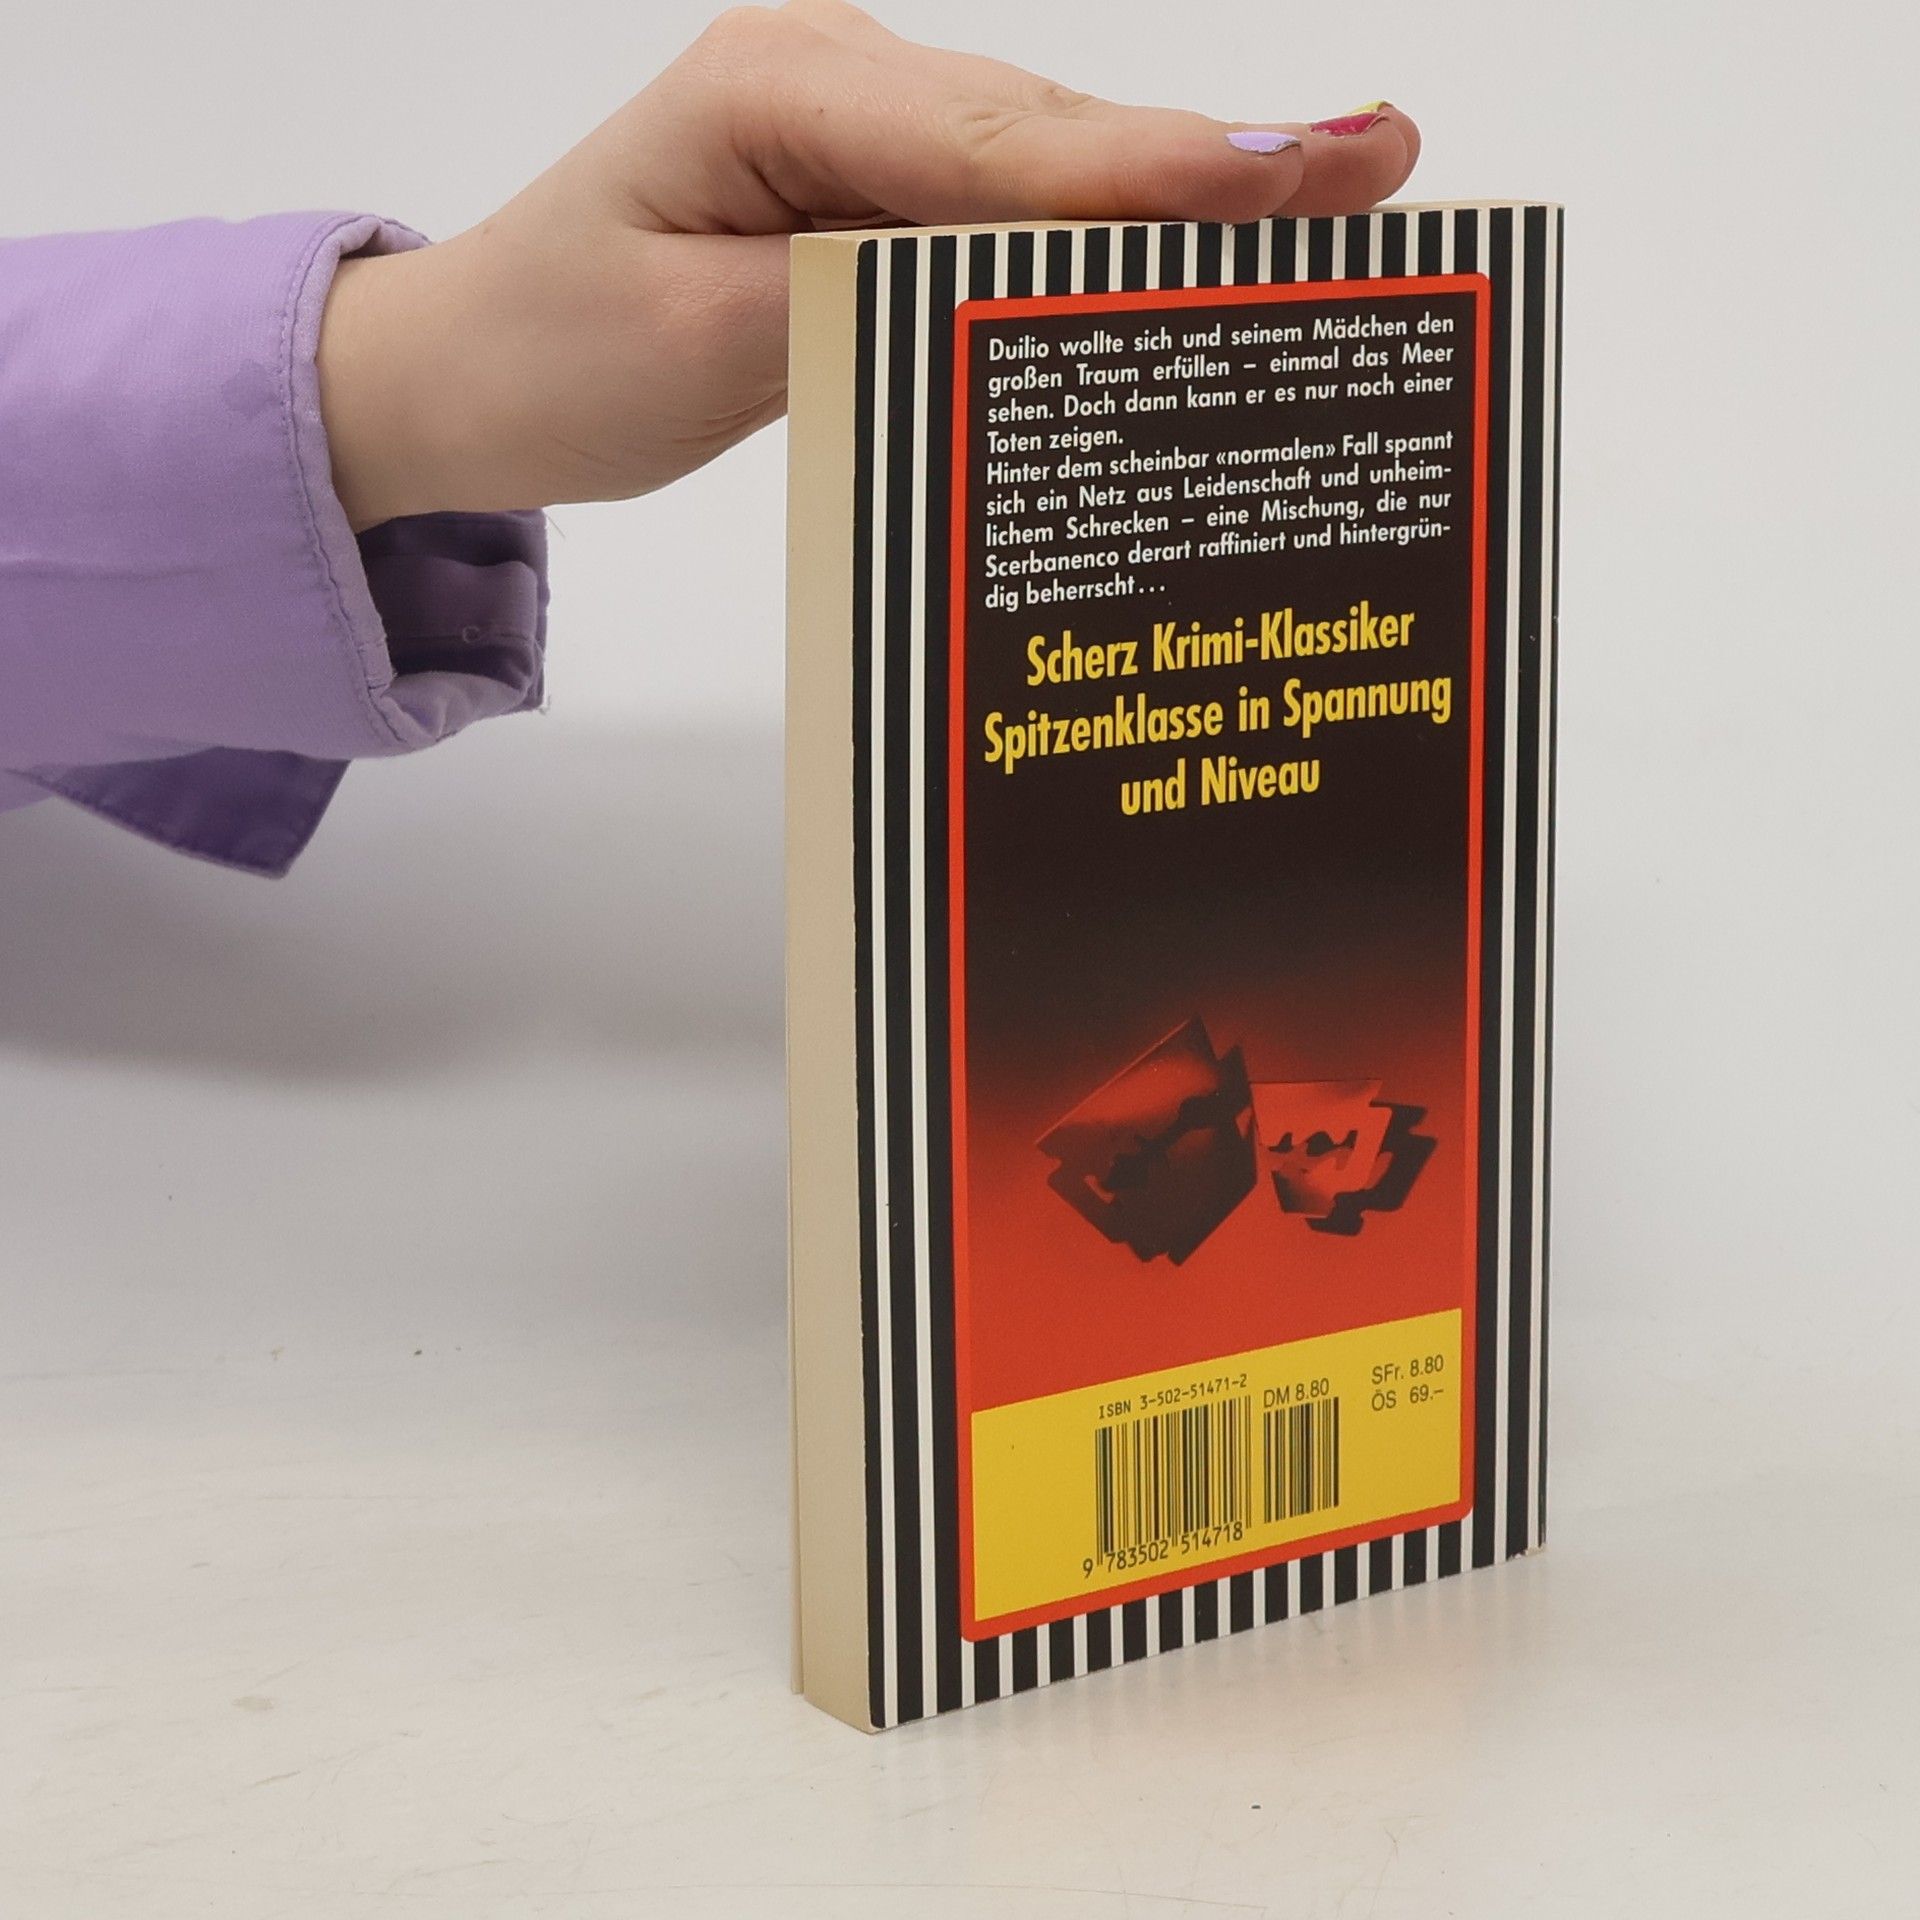 Duilio wollte sich und seinem Mädchen den
großen Traum erfüllen – einmal das Meer
sehen. Doch dann kann er es nur noch einer
Toten zeigen.
Hinter dem scheinbar «normalen» Fall spannt
sich ein Netz aus Leidenschaft und unheim-
lichem Schrecken – eine Mischung, die nur
Scerbanenco derart raffiniert und hintergrün-
dig beherrscht...
Scherz Krimi-Klassiker
Spitzenklasse in Spannung
und Niveau
ISBN 3-502-51471-2
DM 8.80
SFr. 8.80
ÖS 69.–
9 783502 514718